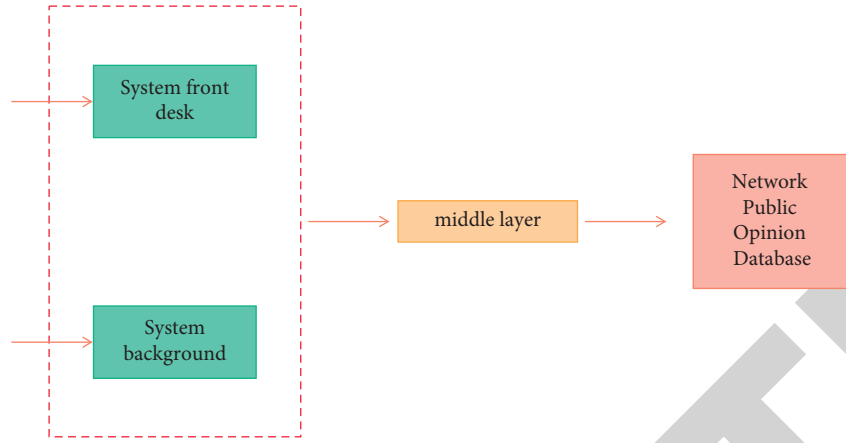 System front
desk
System
background
middle layer
Network
Public
Opinion
Database